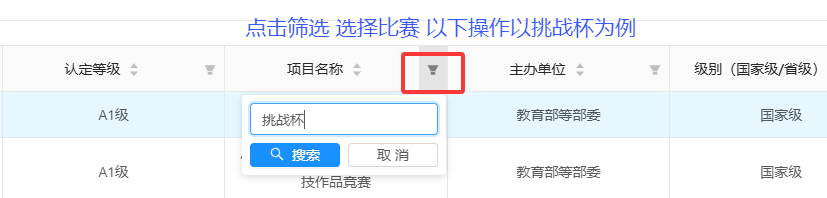 点击筛选 选择比赛 以下操作以挑战杯为例
认定等级 项目名称 主办单位 级别（国家级/省级）
挑战杯
A1级 教育部等部委 国家级
搜索 取 消
A1级 教育部等部委 国家级
技作品竞赛